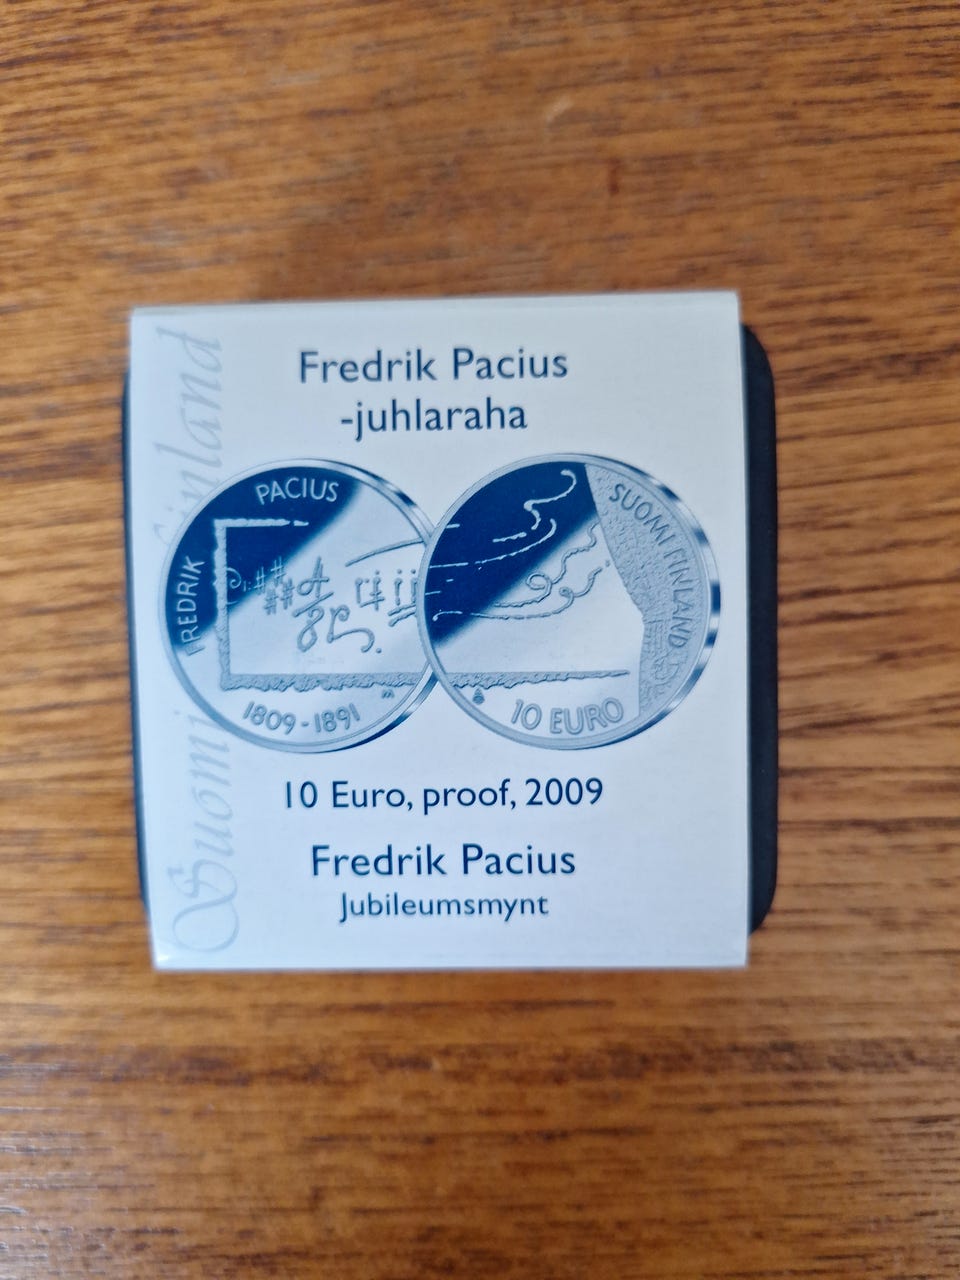 Suomi Finland
Fredrik Pacius
-juhlaraha
FREDRIK PACIUS
1809-1891
SUOMI FINLAND
10 EURO
10 Euro, proof, 2009
Fredrik Pacius
Jubileumsmynt